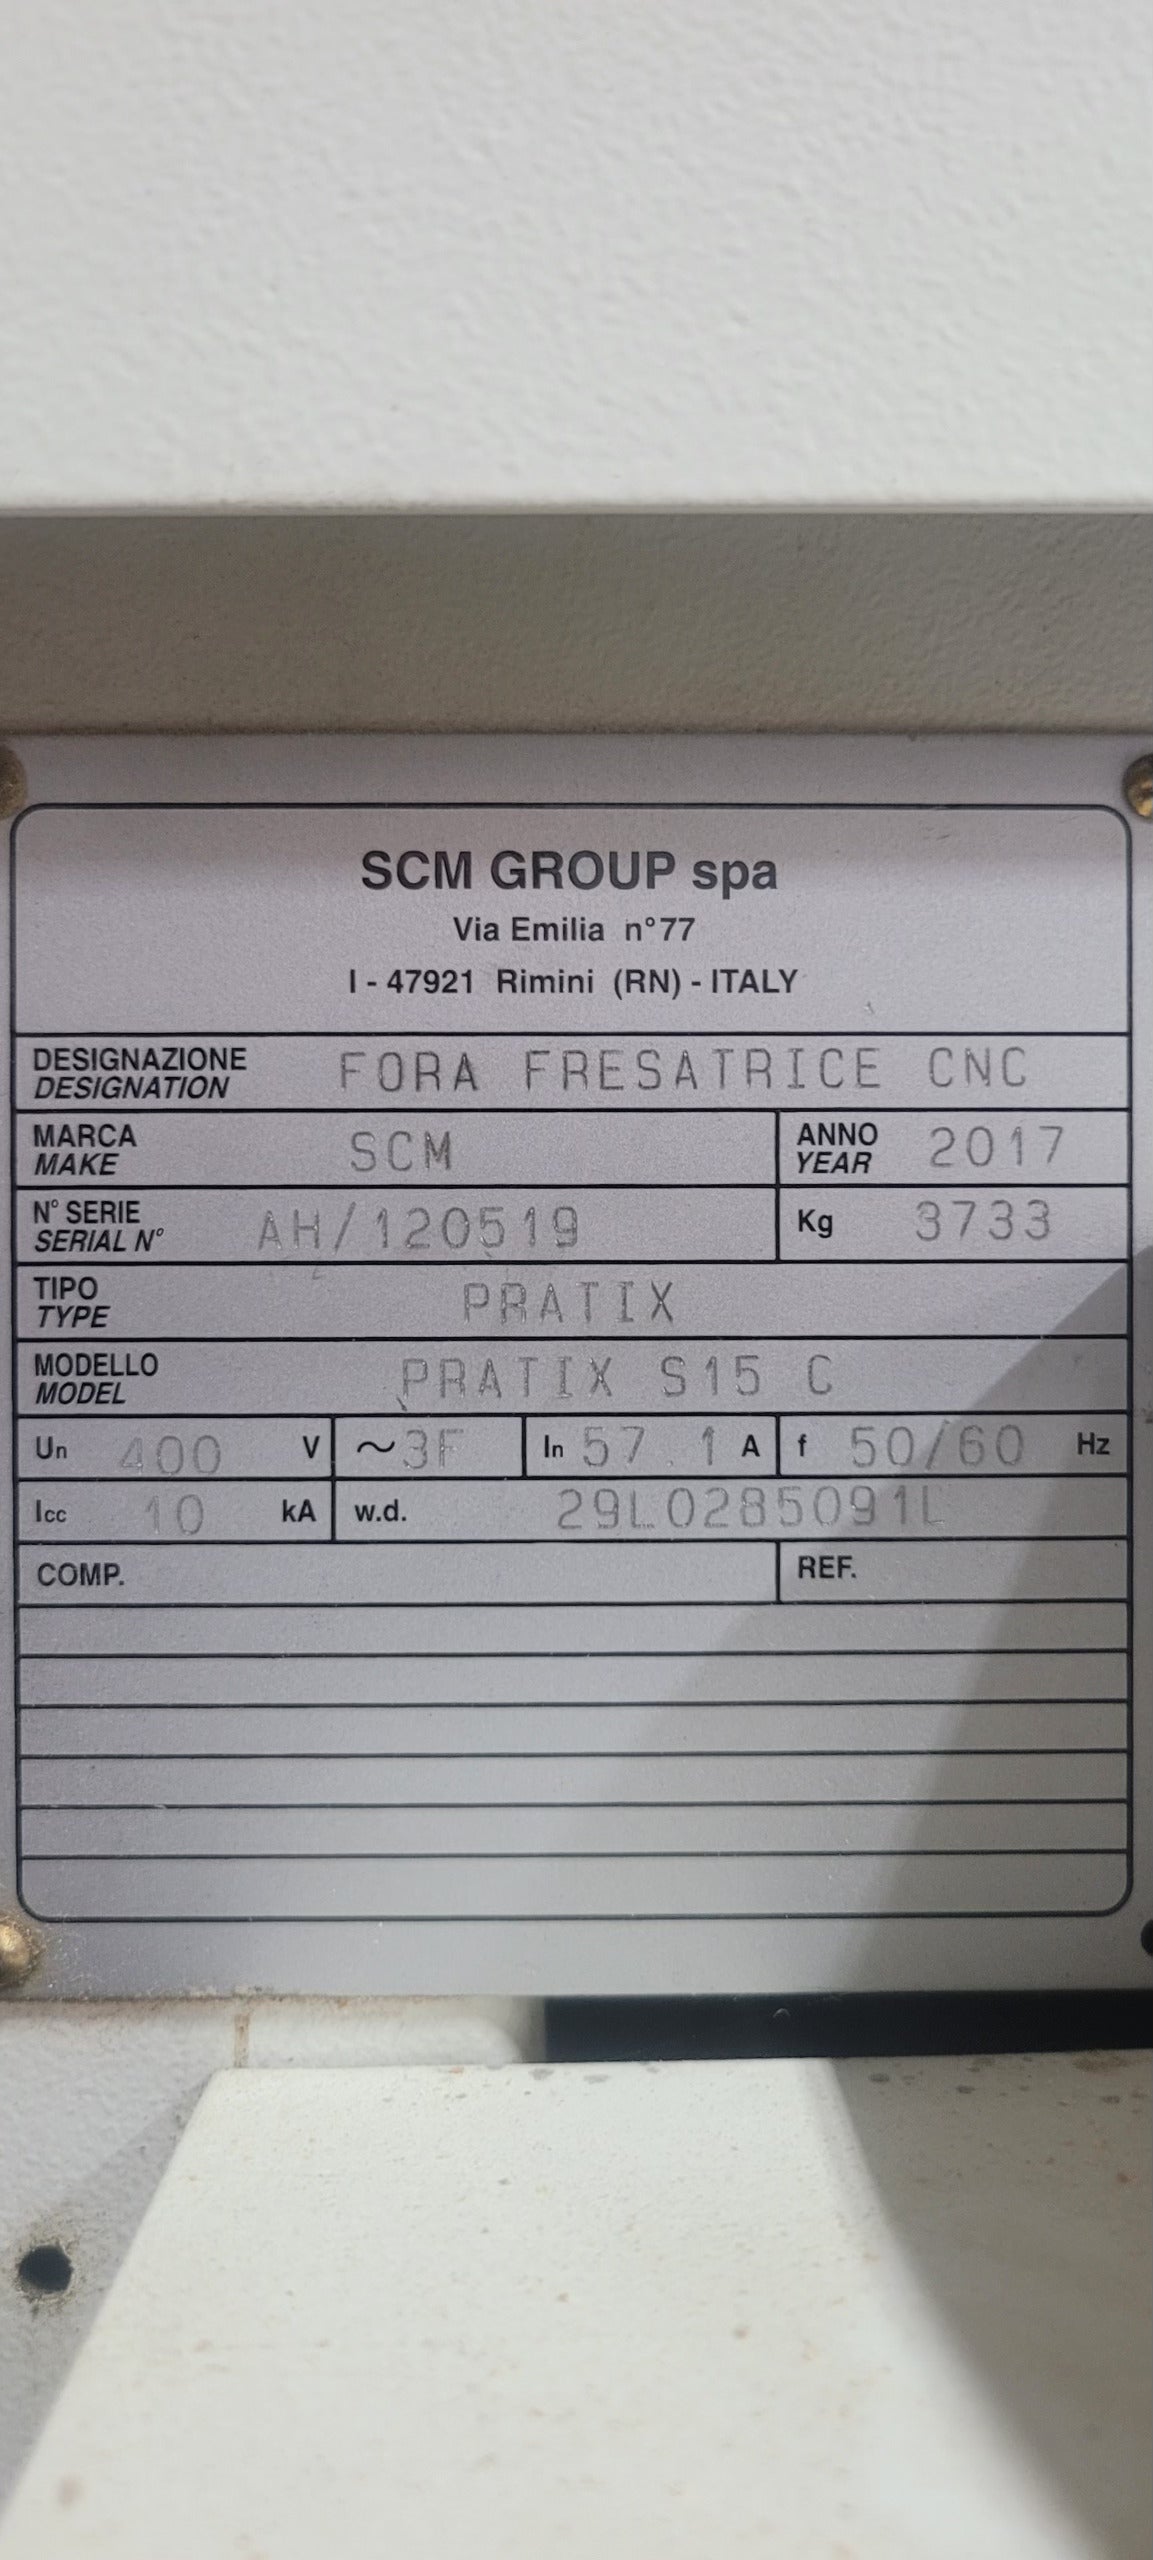 SCM GROUP spa
Via Emilia n°77
I - 47921 Rimini (RN) - ITALY
DESIGNAZIONE
DESIGNATION
FORA FRESATRICE CNC
MARCA
MAKE
SCM
ANNO
YEAR
2017
N° SERIE
SERIAL N°
AH/120519
Kg 3733
TIPO
TYPE
PRATIX
MODELLO
MODEL
PRATIX S15 C
Un 400 V
~3F
In 57.1 A
f 50/60 Hz
Icc 10 kA
w.d. 29L0285091L
COMP.
REF.